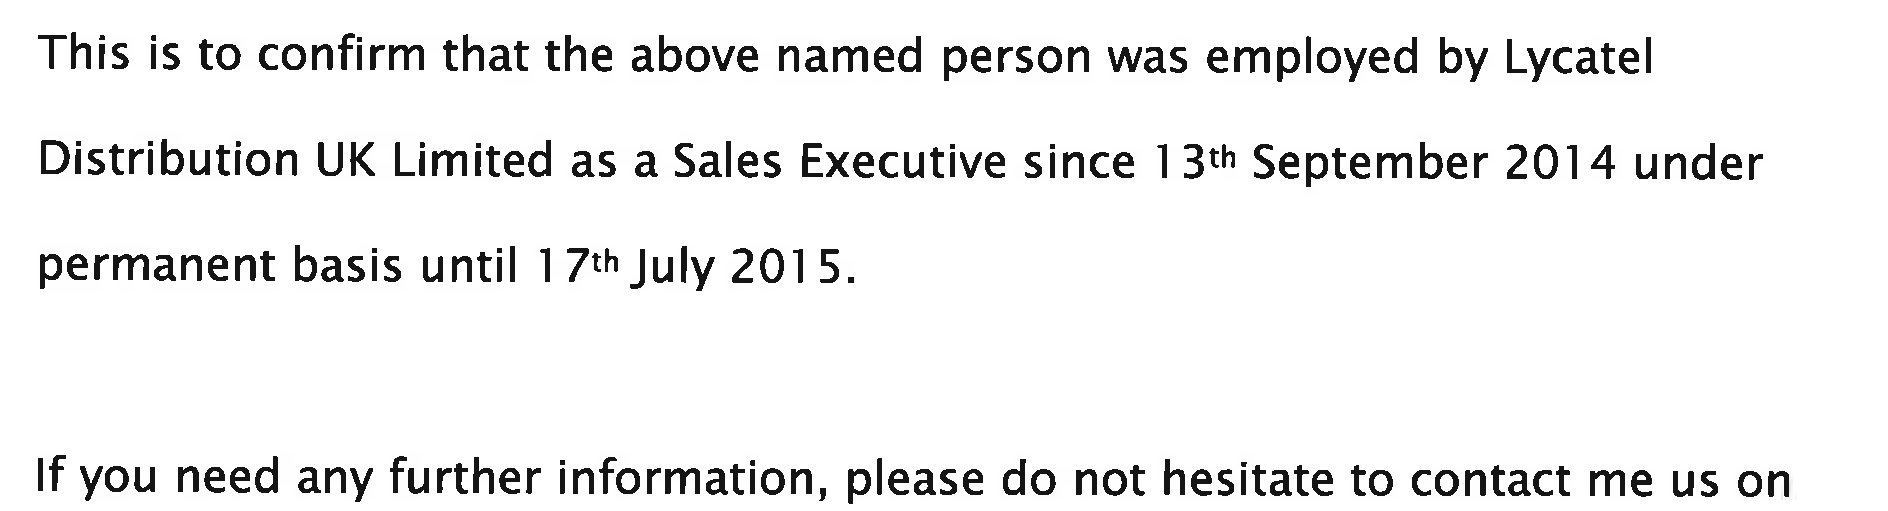 This is to confirm that the above named person was employed by Lycatel
Distribution UK Limited as a Sales Executive since 13th September 2014 under
permanent basis until 17th July 2015.
If you need any further information, please do not hesitate to contact me us on